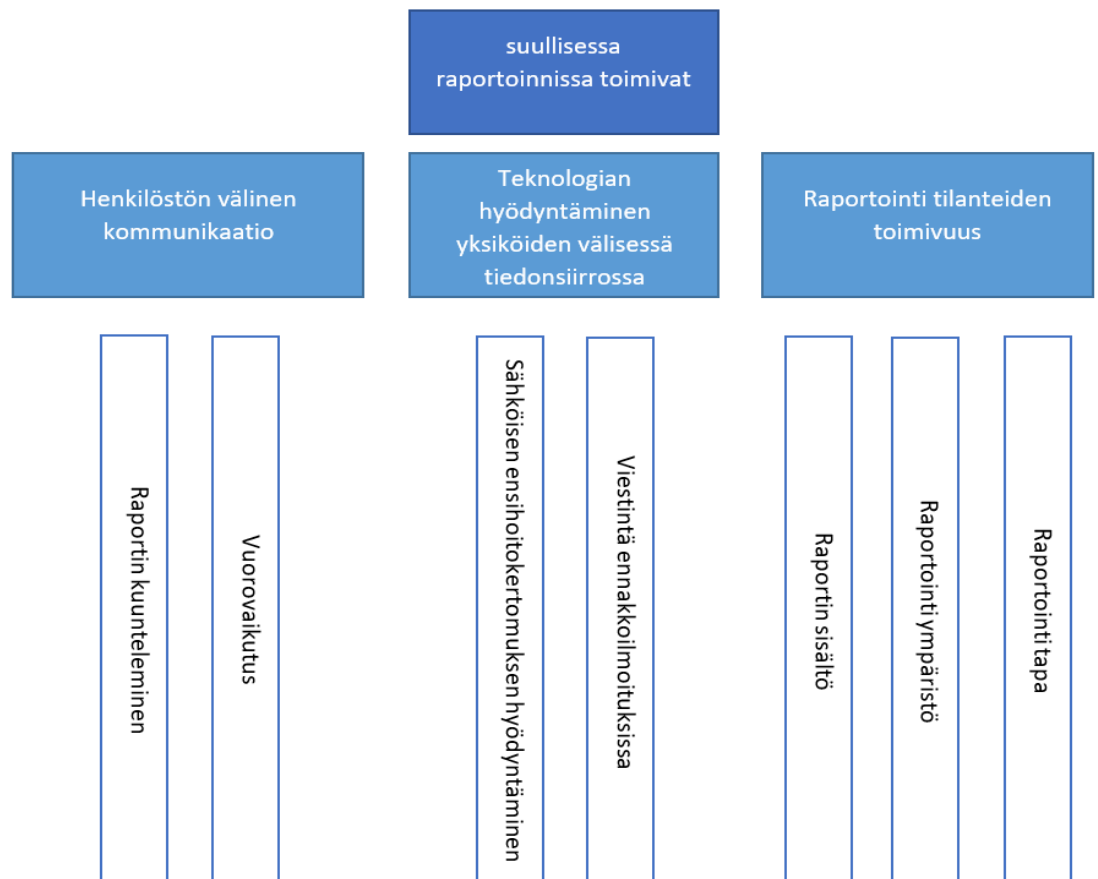 suullisessa
raportoinnissa toimivat
Henkilöstön välinen
kommunikaatio
Teknologian
hyödyntäminen
yksiköiden välisessä
tiedonsiirrossa
Raportointi tilanteiden
toimivuus
Raportin kuunteleminen
Vuorovaikutus
Sähköisen ensihoitokertomuksen hyödyntäminen
Viestintä ennakkoilmoituksissa
Raportin sisältö
Raportointi ympäristö
Raportointi tapa